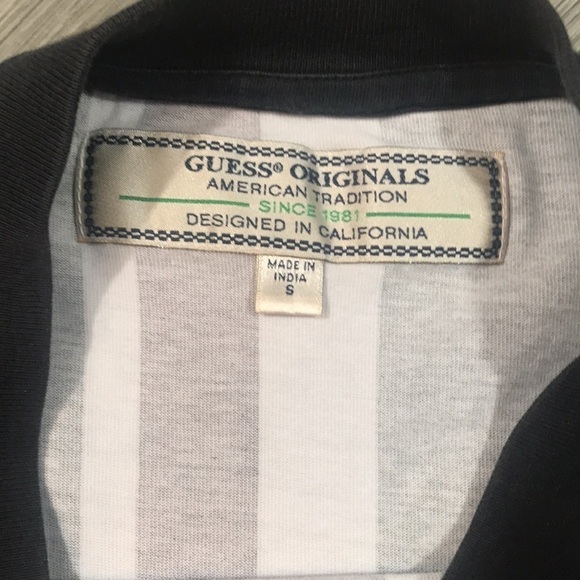 GUESS® ORIGINALS
AMERICAN TRADITION
SINCE 1981
DESIGNED IN CALIFORNIA
MADE IN
INDIA
S